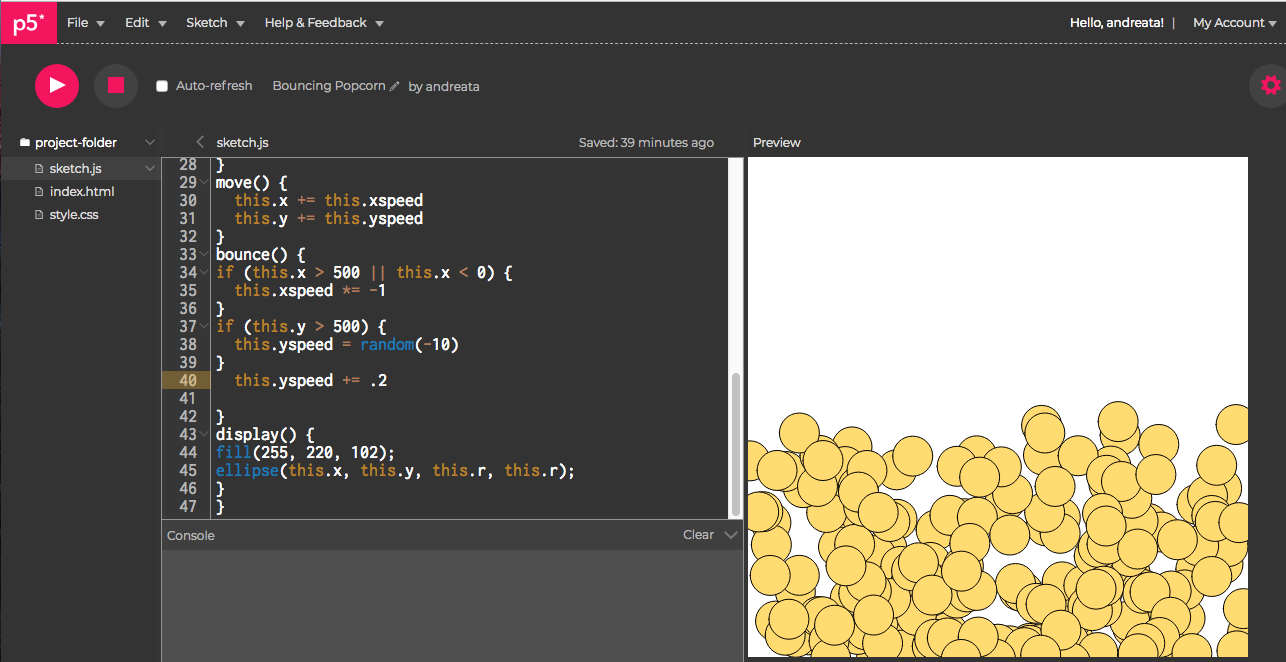 p5* File Edit Sketch Help & Feedback Hello, andreata! | My Account
Auto-refresh Bouncing Popcorn by andreata
project-folder
sketch.js
index.html
style.css
sketch.js Saved: 39 minutes ago Preview
28 }
29 move() {
30 this.x += this.xspeed
31 this.y += this.yspeed
32 }
33 bounce() {
34 if (this.x > 500 || this.x < 0) {
35 this.xspeed *= -1
36 }
37 if (this.y > 500) {
38 this.yspeed = random(-10)
39 }
40 this.yspeed += .2
41
42 }
43 display() {
44 fill(255, 220, 102);
45 ellipse(this.x, this.y, this.r, this.r);
46 }
47 }
Console Clear